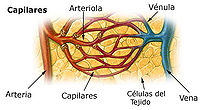 Capilares
Arteriola
Vénula
Arteria
Capilares
Células del
Tejido
Vena